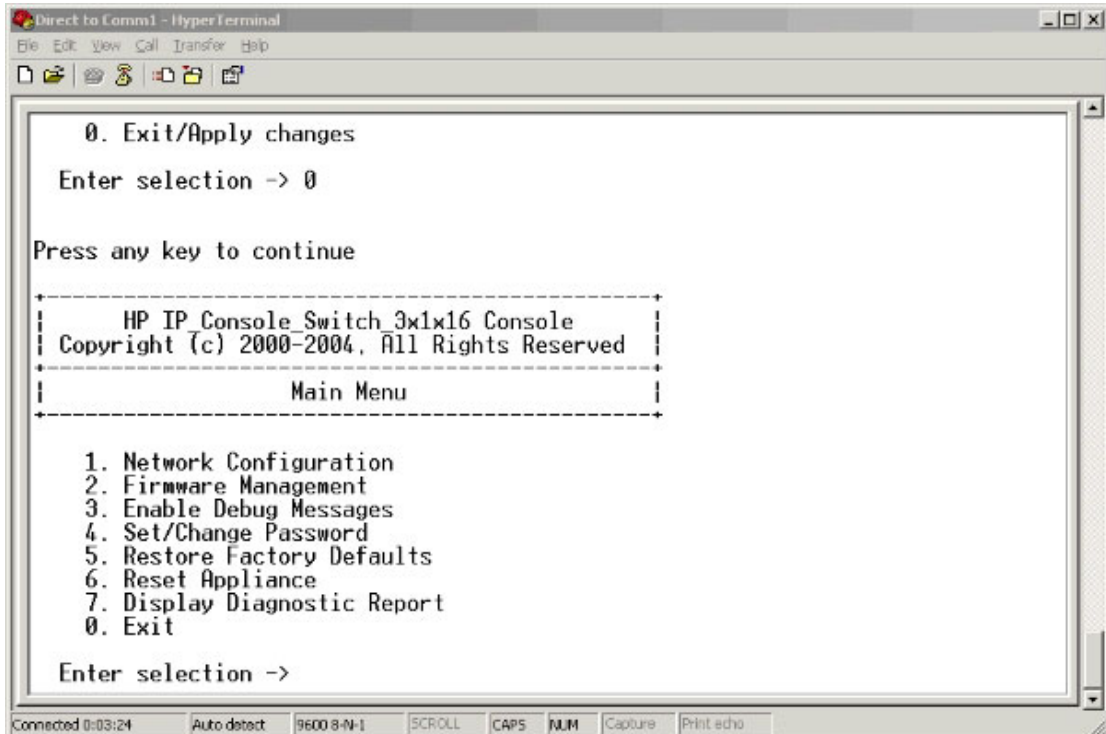 Direct to Comm1 - HyperTerminal
File Edit View Call Transfer Help
0. Exit/Apply changes
Enter selection -> 0
Press any key to continue
HP IP_Console_Switch_3x1x16 Console
Copyright (c) 2000-2004, All Rights Reserved
Main Menu
1. Network Configuration
2. Firmware Management
3. Enable Debug Messages
4. Set/Change Password
5. Restore Factory Defaults
6. Reset Appliance
7. Display Diagnostic Report
0. Exit
Enter selection ->
Connected 0:03:24 Auto detect 9600 8-N-1 SCROLL CAPS NUM Capture Print echo